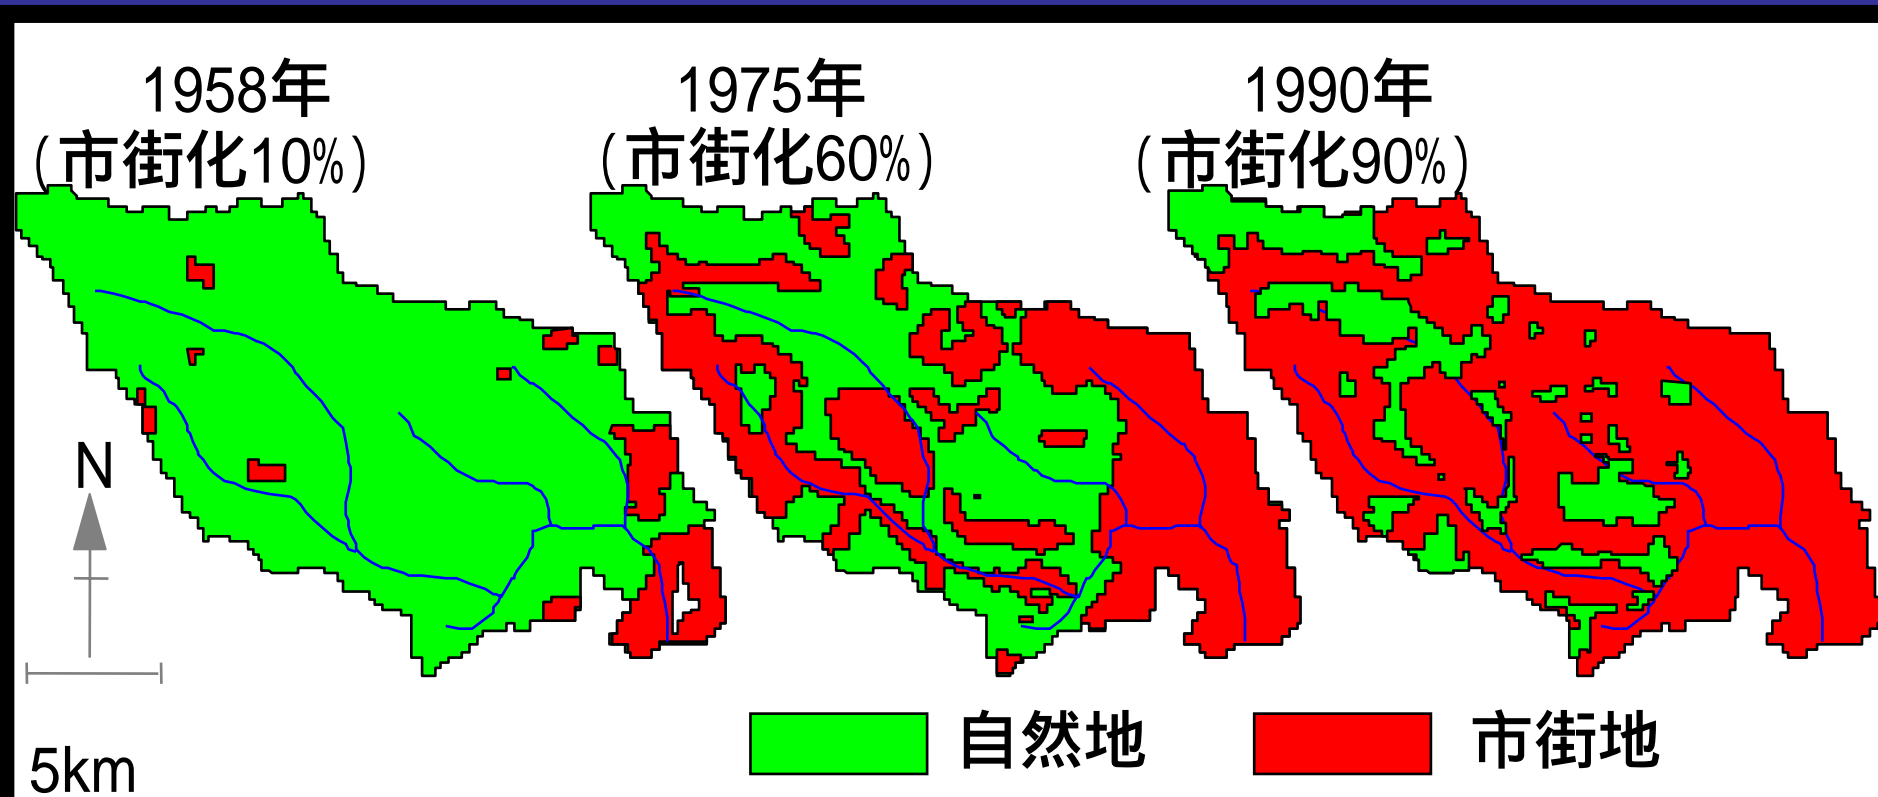 1958年
(市街化10%)
1975年
(市街化60%)
1990年
(市街化90%)
N
5km
自然地
市街地